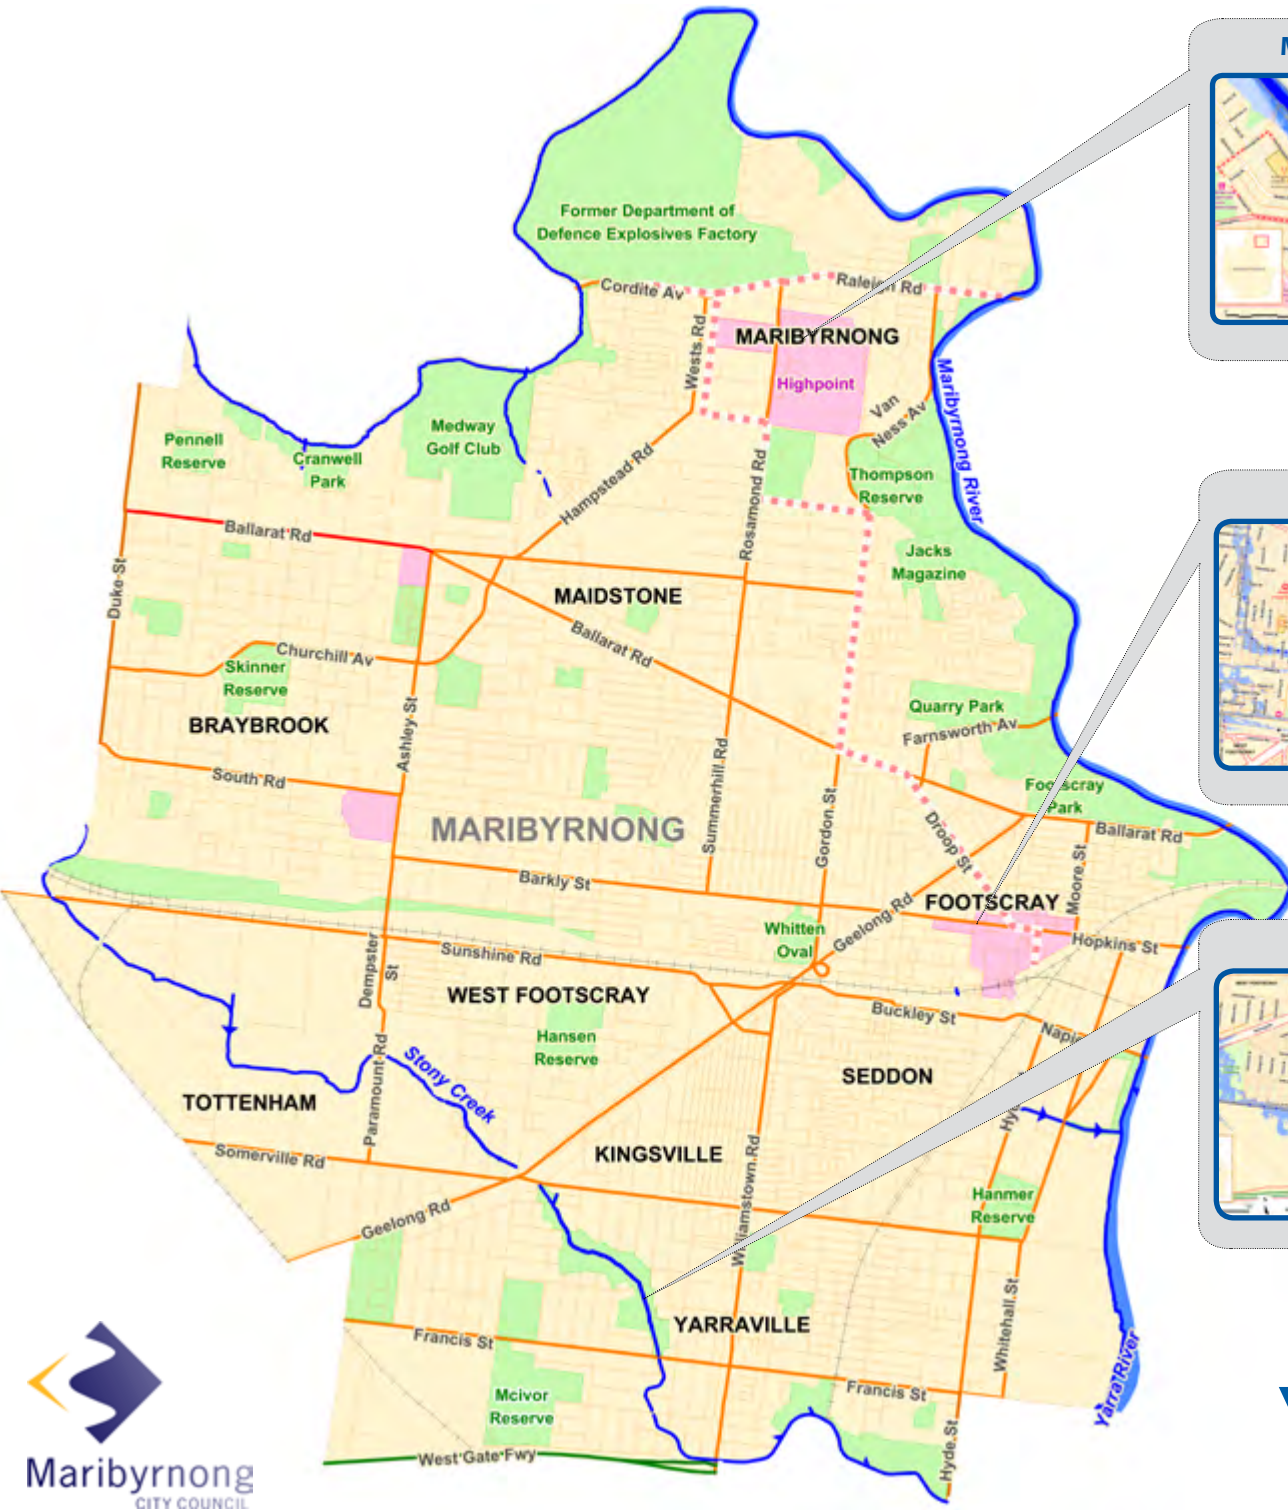 M
Former Department of
Defence Explosives Factory
Cordite Av
Raleigh Rd
MARIBYRNONG
Wests Rd
Highpoint
Van
Ness Av
Maribyrnong River
Pennell
Reserve
Cranwell
Park
Medway
Golf Club
Hampstead Rd
Rosamond Rd
Thompson
Reserve
Ballarat Rd
Jacks
Magazine
Duke St
MAIDSTONE
Ballarat Rd
Churchill Av
Skinner
Reserve
BRAYBROOK
Ashley St
Quarry Park
Farnsworth Av
South Rd
Summerhill Rd
Footscray
Park
MARIBYRNONG
Gordon St
Droop St
Ballarat Rd
Moore St
Barkly St
FOOTSCRAY
Geelong Rd
Whitten
Oval
Hopkins St
Sunshine Rd
Dempster
St
WEST FOOTSCRAY
Buckley St
Hansen
Reserve
SEDDON
Stony Creek
Paramount Rd
TOTTENHAM
Somerville Rd
KINGSVILLE
Williamstown Rd
Hanmer
Reserve
Geelong Rd
Whitehall St
YARRAVILLE
Francis St
Francis St
Mcivor
Reserve
Yarra River
Hyde St
West Gate Fwy
Maribyrnong
CITY COUNCIL